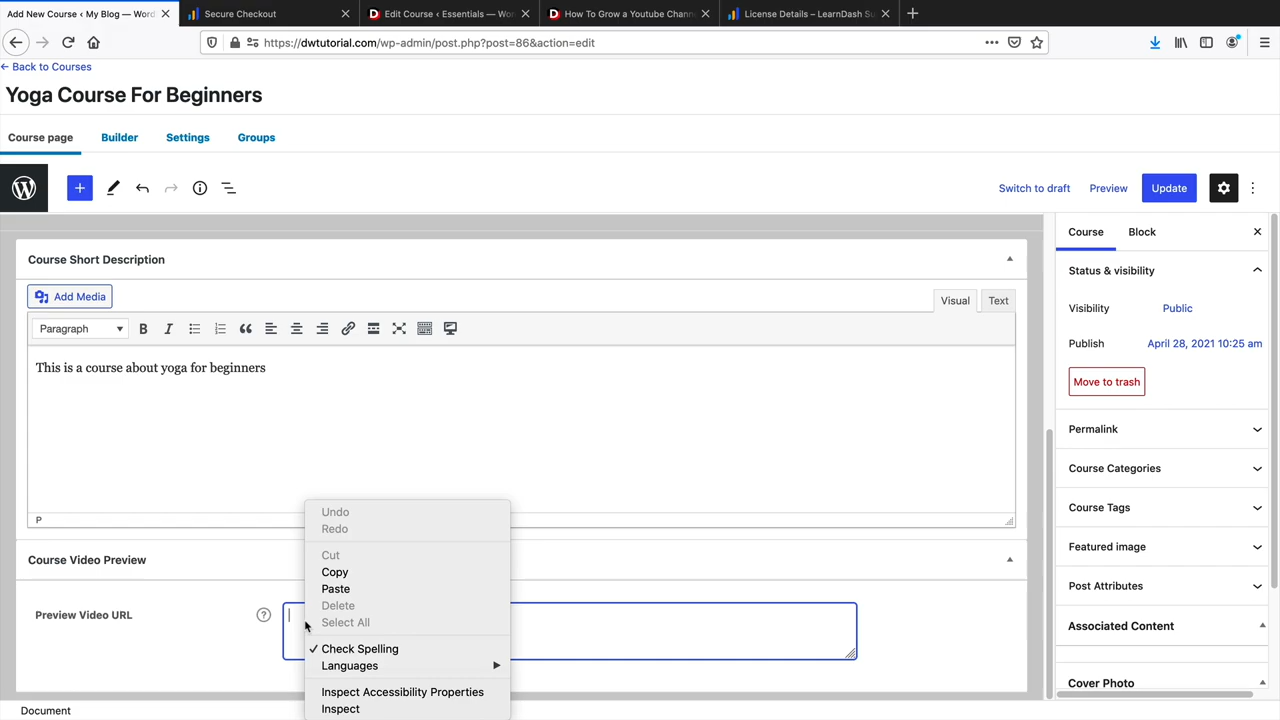 Add New Course ‹ My Blog — Word
Secure Checkout
Edit Course ‹ Essentials — Wor
How To Grow a Youtube Chann
License Details – LearnDash Su
https://dwtutorial.com/wp-admin/post.php?post=86&action=edit
← Back to Courses
Yoga Course For Beginners
Course page
Builder
Settings
Groups
Switch to draft
Preview
Update
Course
Block
Course Short Description
Status & visibility
Add Media
Visual
Text
Visibility
Public
Paragraph
Publish
April 28, 2021 10:25 am
This is a course about yoga for beginners
Move to trash
Permalink
Course Categories
Course Tags
P
Undo
Redo
Cut
Copy
Paste
Delete
Select All
✓ Check Spelling
Languages
Inspect Accessibility Properties
Inspect
Course Video Preview
Featured image
Post Attributes
Preview Video URL
?
Associated Content
Cover Photo
Document